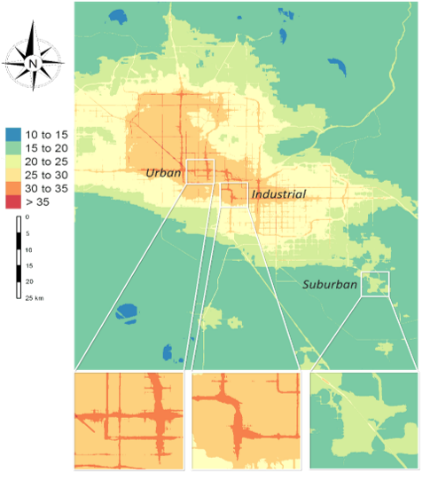 N
10 to 15
15 to 20
20 to 25
25 to 30
30 to 35
> 35
0
5
10
15
20
25 km
Urban
Industrial
Suburban